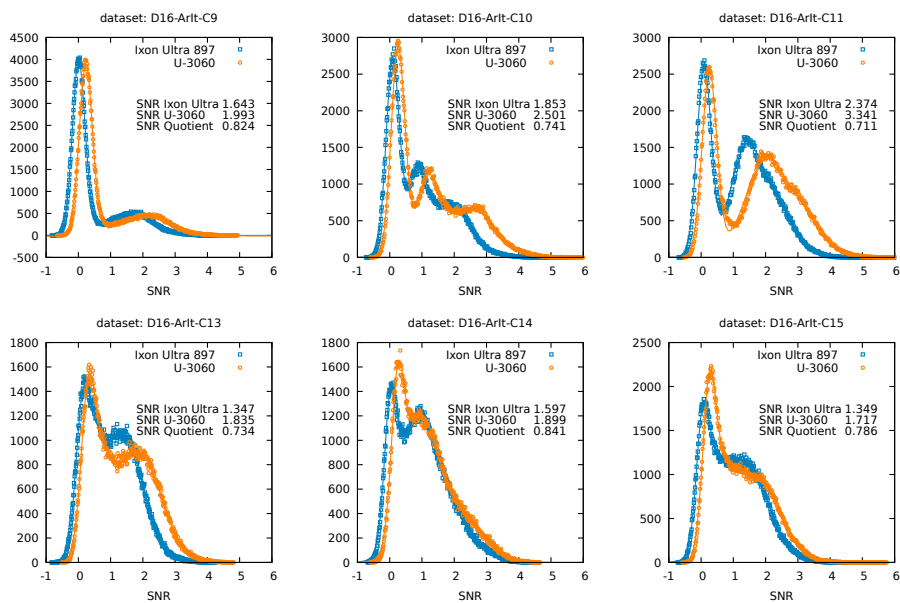 dataset: D16-ArIt-C9
4500
4000
3500
3000
2500
2000
1500
1000
500
0
-500
-1 0 1 2 3 4 5 6
SNR
Ixon Ultra 897
U-3060
SNR Ixon Ultra 1.643
SNR U-3060 1.993
SNR Quotient 0.824
dataset: D16-ArIt-C10
3000
2500
2000
1500
1000
500
0
-1 0 1 2 3 4 5 6
SNR
Ixon Ultra 897
U-3060
SNR Ixon Ultra 1.853
SNR U-3060 2.501
SNR Quotient 0.741
dataset: D16-ArIt-C11
3000
2500
2000
1500
1000
500
0
-1 0 1 2 3 4 5 6
SNR
Ixon Ultra 897
U-3060
SNR Ixon Ultra 2.374
SNR U-3060 3.341
SNR Quotient 0.711
dataset: D16-ArIt-C13
1800
1600
1400
1200
1000
800
600
400
200
0
-1 0 1 2 3 4 5 6
SNR
Ixon Ultra 897
U-3060
SNR Ixon Ultra 1.347
SNR U-3060 1.835
SNR Quotient 0.734
dataset: D16-ArIt-C14
1800
1600
1400
1200
1000
800
600
400
200
0
-1 0 1 2 3 4 5 6
SNR
Ixon Ultra 897
U-3060
SNR Ixon Ultra 1.597
SNR U-3060 1.899
SNR Quotient 0.841
dataset: D16-ArIt-C15
2500
2000
1500
1000
500
0
-1 0 1 2 3 4 5 6
SNR
Ixon Ultra 897
U-3060
SNR Ixon Ultra 1.349
SNR U-3060 1.717
SNR Quotient 0.786